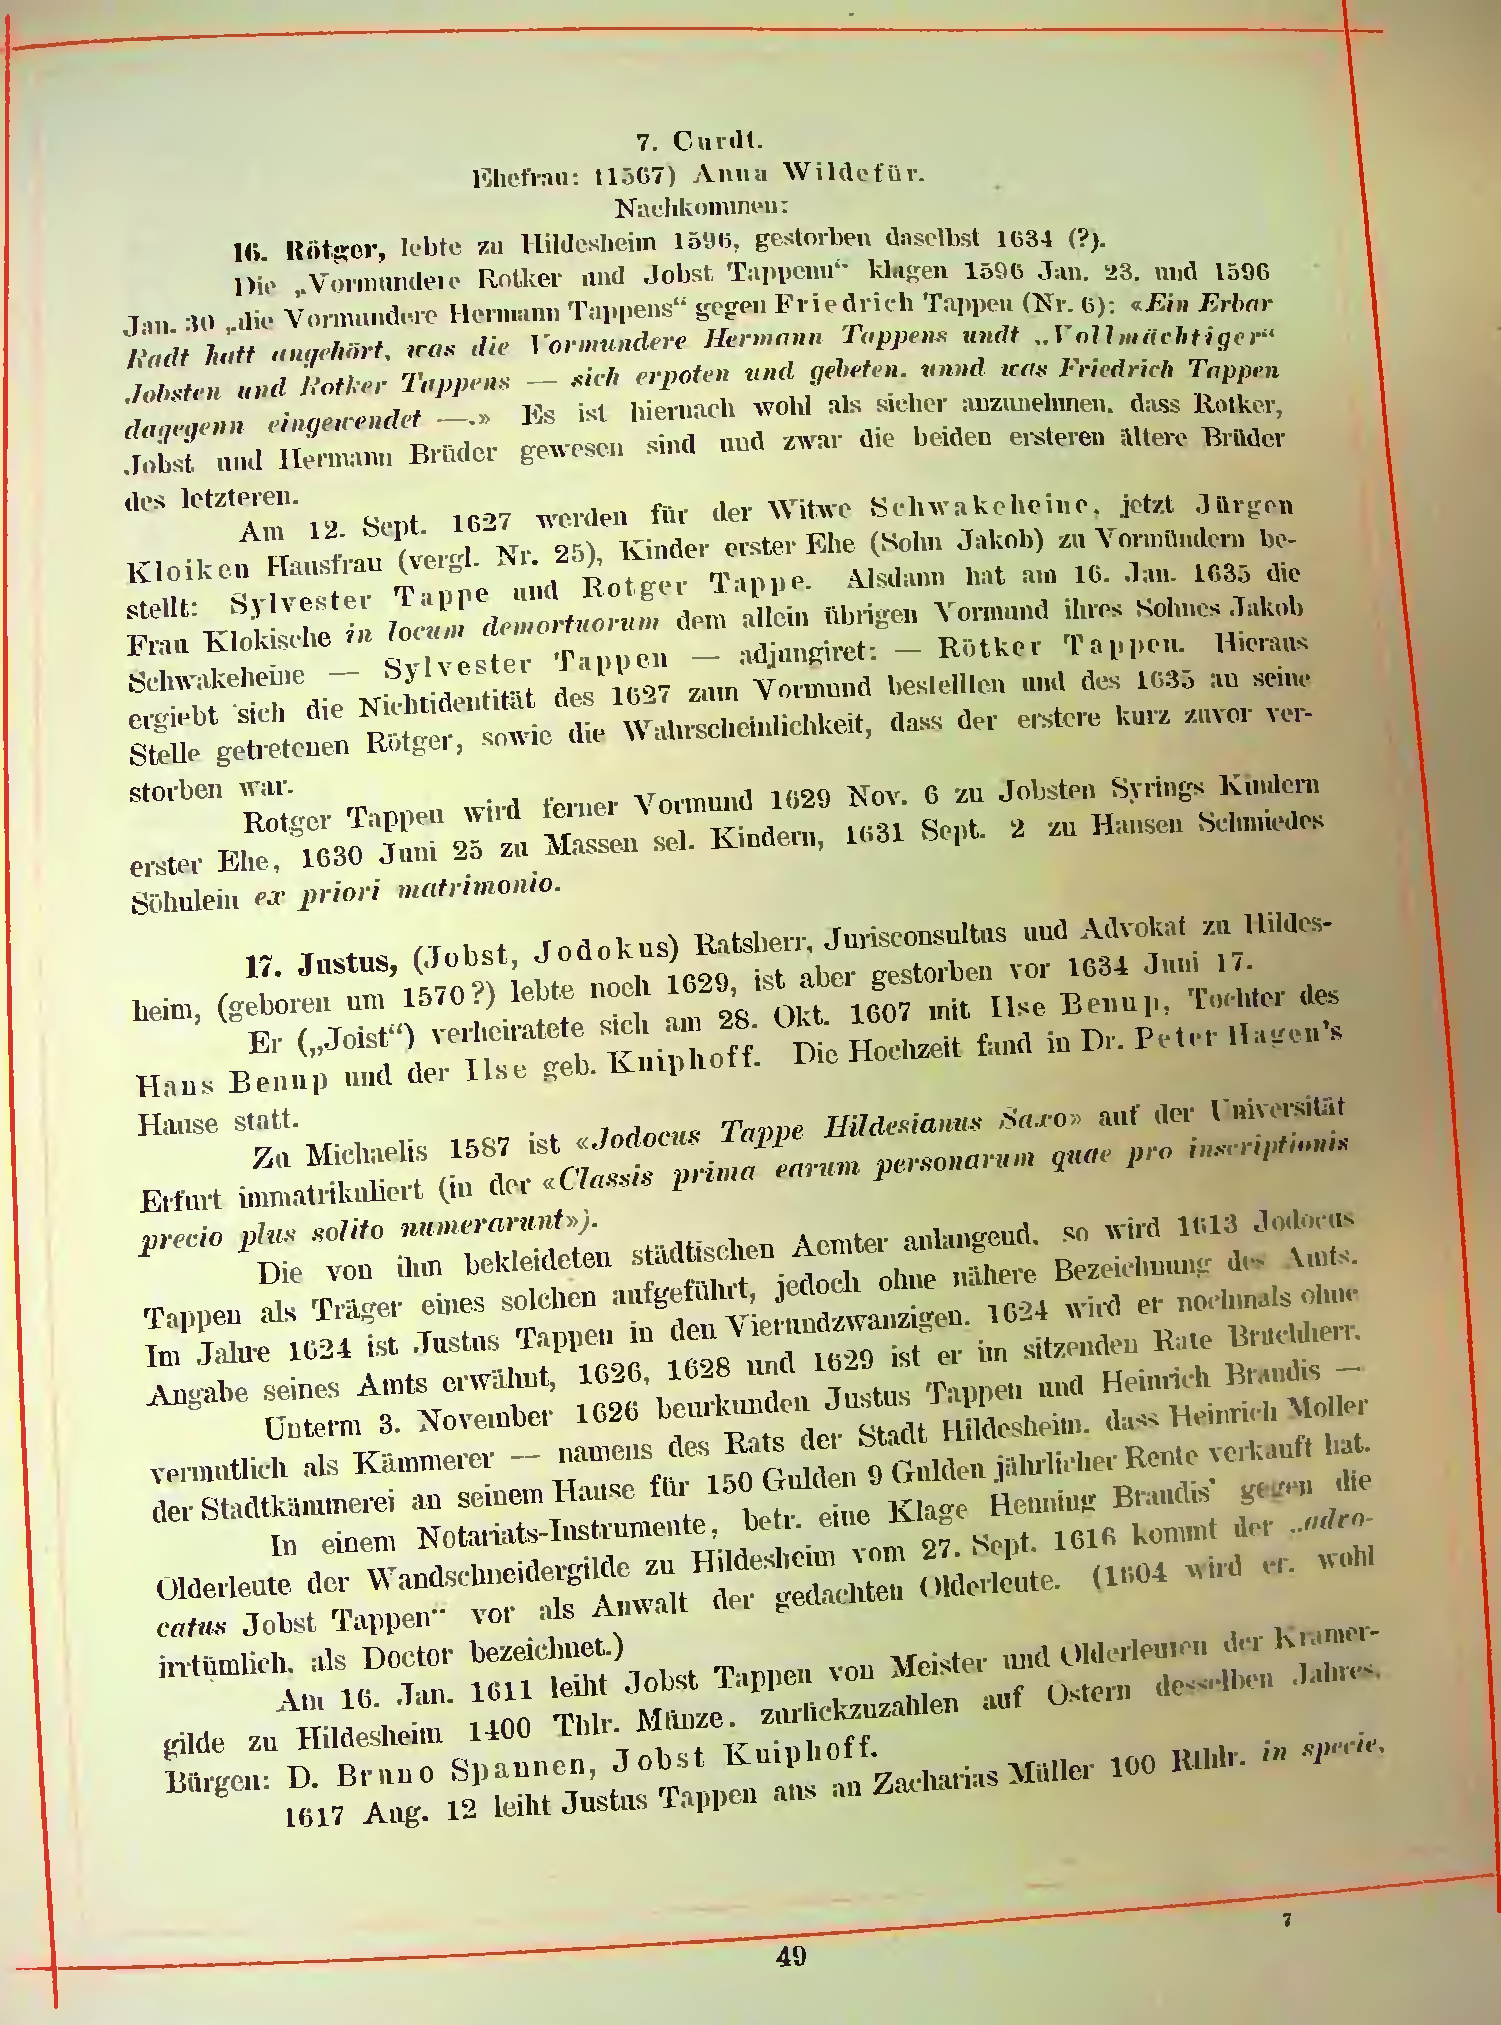 7. Curdt.
Ehefrau: (1567) Anna Wildefür.
Nachkommen:
16. Rötger, lebte zu Hildesheim 1596, gestorben daselbst 1634 (?).
Die „Vormundere Rotker und Jobst Tappenn“ klagen 1596 Jan. 23. und 1596
Jan. 30 „die Vormundere Hermann Tappens“ gegen Friedrich Tappen (Nr. 6): «Ein Erbar
Radt hatt angehört, was die Vormundere Hermann Tappens undt „Vollmächtiger“
Jobsten und Rotker Tappens — sich erpoten und gebeten, unnd was Friedrich Tappen
dagegenn eingewendet —.» Es ist hiernach wohl als sicher anzunehmen, dass Rotker,
Jobst und Hermann Brüder gewesen sind und zwar die beiden ersteren ältere Brüder
des letzteren.
Am 12. Sept. 1627 werden für der Witwe Schwakeheine, jetzt Jürgen
Kloiken Hausfrau (vergl. Nr. 25), Kinder erster Ehe (Sohn Jakob) zu Vormündern be-
stellt: Sylvester Tappe und Rotger Tappe. Alsdann hat am 16. Jan. 1635 die
Frau Klokische in locum demortuorum dem allein übrigen Vormund ihres Sohnes Jakob
Schwakeheine — Sylvester Tappen — adjungiret: — Rötker Tappen. Hieraus
ergiebt sich die Nichtidentität des 1627 zum Vormund bestellten und des 1635 an seine
Stelle getretenen Rötger, sowie die Wahrscheinlichkeit, dass der erstere kurz zuvor ver-
storben war.
Rotger Tappen wird ferner Vormund 1629 Nov. 6 zu Jobsten Syrings Kindern
erster Ehe, 1630 Juni 25 zu Massen sel. Kindern, 1631 Sept. 2 zu Hansen Schmiedes
Söhulein ex priori matrimonio.
17. Justus, (Jobst, Jodokus) Ratsherr, Jurisconsultus und Advokat zu Hildes-
heim, (geboren um 1570?) lebte noch 1629, ist aber gestorben vor 1634 Juni 17.
Er („Joist“) verheiratete sich am 28. Okt. 1607 mit Ilse Benup, Tochter des
Hans Benup und der Ilse geb. Kniphoff. Die Hochzeit fand in Dr. Peter Hagen's
Hause statt.
Zu Michaelis 1587 ist «Jodocus Tappe Hildesianus Saxo» auf der Universität
Erfurt immatrikuliert (in der «Classis prima earum personarum quae pro inscriptionis
precio plus solito numerarunt»).
Die von ihm bekleideten städtischen Aemter anlangend, so wird 1613 Jodocus
Tappen als Träger eines solchen aufgeführt, jedoch ohne nähere Bezeichnung des Amts.
Im Jahre 1624 ist Justus Tappen in den Vierundzwanzigen. 1624 wird er nochmals ohne
Angabe seines Amts erwähnt, 1626, 1628 und 1629 ist er im sitzenden Rate Bruchherr.
Unterm 3. November 1626 beurkunden Justus Tappen und Heinrich Brandis —
vermutlich als Kämmerer — namens des Rats der Stadt Hildesheim, dass Heinrich Moller
der Stadtkämmerei an seinem Hause für 150 Gulden 9 Gulden jährlicher Rente verkauft hat.
In einem Notariats-Instrumente, betr. eine Klage Henning Brandis' gegen die
Olderleute der Wandschneidergilde zu Hildesheim vom 27. Sept. 1616 kommt der „advo-
catus Jobst Tappen“ vor als Anwalt der gedachten Olderleute. (1604 wird er, wohl
irrtümlich, als Doctor bezeichnet.)
Am 16. Jan. 1611 leiht Jobst Tappen von Meister und Olderleuten der Kramer-
gilde zu Hildesheim 1400 Thlr. Münze, zurückzuzahlen auf Ostern desselben Jahres.
Bürgen: D. Bruno Spannen, Jobst Kniphoff.
1617 Aug. 12 leiht Justus Tappen aus an Zacharias Müller 100 Rthlr. in specie,
7
49